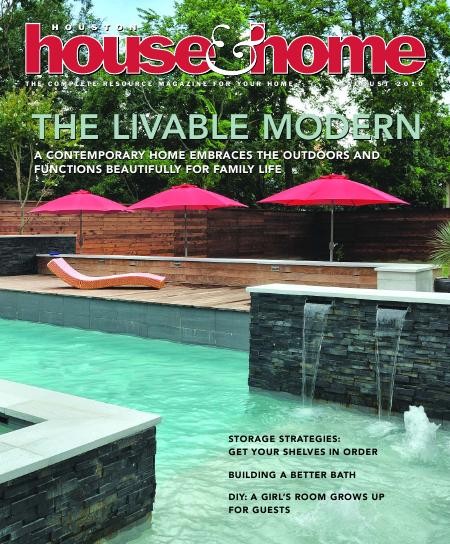 HOUSTON
house&home
THE COMPLETE RESOURCE MAGAZINE FOR YOUR HOME AUGUST 2010
THE LIVABLE MODERN
A CONTEMPORARY HOME EMBRACES THE OUTDOORS AND
FUNCTIONS BEAUTIFULLY FOR FAMILY LIFE
STORAGE STRATEGIES:
GET YOUR SHELVES IN ORDER
BUILDING A BETTER BATH
DIY: A GIRL'S ROOM GROWS UP
FOR GUESTS